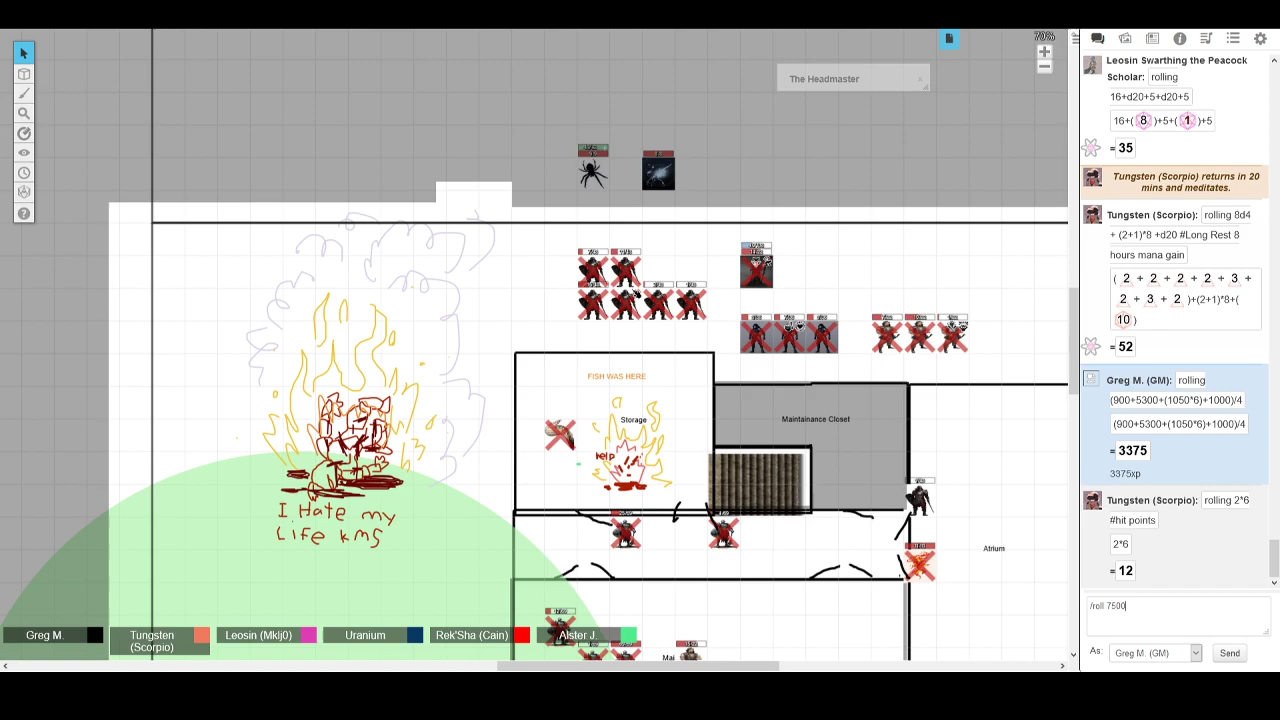 70%
The Headmaster
FISH WAS HERE
Storage
Maintainance Closet
help
Atrium
I Hate my
Life kms
Mai
Greg M.
Tungsten
(Scorpio)
Leosin (Mklj0)
Uranium
Rek'Sha (Cain)
Alster J.
Leosin Swarthing the Peacock
Scholar: rolling
16+d20+5+d20+5
16+(8)+5+(1)+5
=35
Tungsten (Scorpio) returns in 20
mins and meditates.
Tungsten (Scorpio): rolling 8d4
+ (2+1)*8 +d20 #Long Rest 8
hours mana gain
(2+2+2+2+3+
2+3+2)+(2+1)*8+(
10)
=52
Greg M. (GM): rolling
(900+5300+(1050*6)+1000)/4
(900+5300+(1050*6)+1000)/4
=3375
3375xp
Tungsten (Scorpio): rolling 2*6
#hit points
2*6
=12
/roll 7500
As: Greg M. (GM) Send